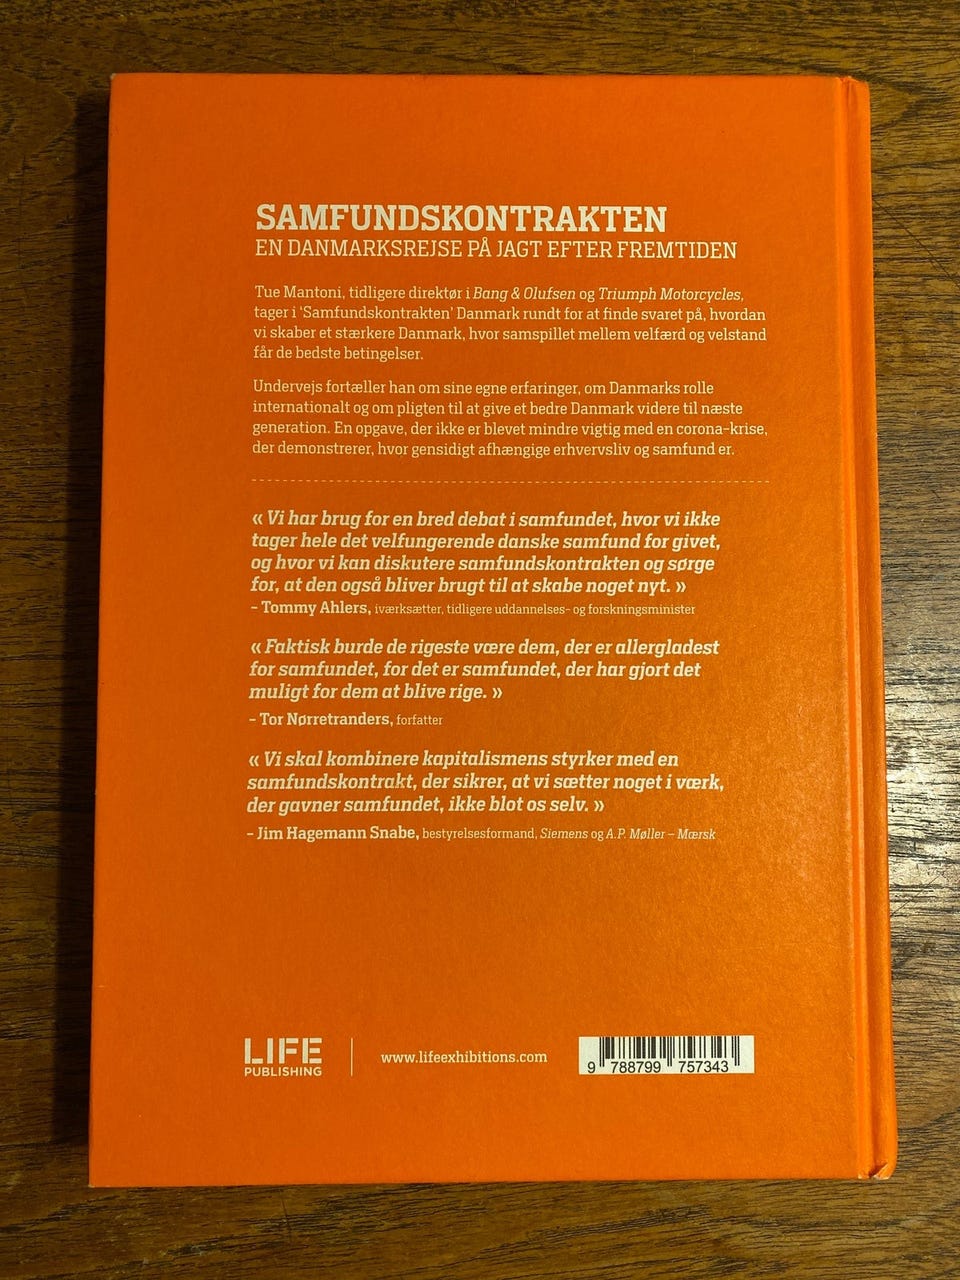 SAMFUNDSKONTRAKTEN
EN DANMARKSREJSE PÅ JAGT EFTER FREMTIDEN
Tue Mantoni, tidligere direktør i Bang & Olufsen og Triumph Motorcycles,
tager i ‘Samfundskontrakten’ Danmark rundt for at finde svaret på, hvordan
vi skaber et stærkere Danmark, hvor samspillet mellem velfærd og velstand
får de bedste betingelser.
Undervejs fortæller han om sine egne erfaringer, om Danmarks rolle
internationalt og om pligten til at give et bedre Danmark videre til næste
generation. En opgave, der ikke er blevet mindre vigtig med en corona-krise,
der demonstrerer, hvor gensidigt afhængige erhvervsliv og samfund er.
« Vi har brug for en bred debat i samfundet, hvor vi ikke
tager hele det velfungerende danske samfund for givet,
og hvor vi kan diskutere samfundskontrakten og sørge
for, at den også bliver brugt til at skabe noget nyt. »
– Tommy Ahlers, iværksætter, tidligere uddannelses- og forskningsminister
« Faktisk burde de rigeste være dem, der er allergladest
for samfundet, for det er samfundet, der har gjort det
muligt for dem at blive rige. »
– Tor Nørretranders, forfatter
« Vi skal kombinere kapitalismens styrker med en
samfundskontrakt, der sikrer, at vi sætter noget i værk,
der gavner samfundet, ikke blot os selv. »
– Jim Hagemann Snabe, bestyrelsesformand, Siemens og A.P. Møller – Mærsk
LIFE
PUBLISHING
www.lifeexhibitions.com
9 788799 757343